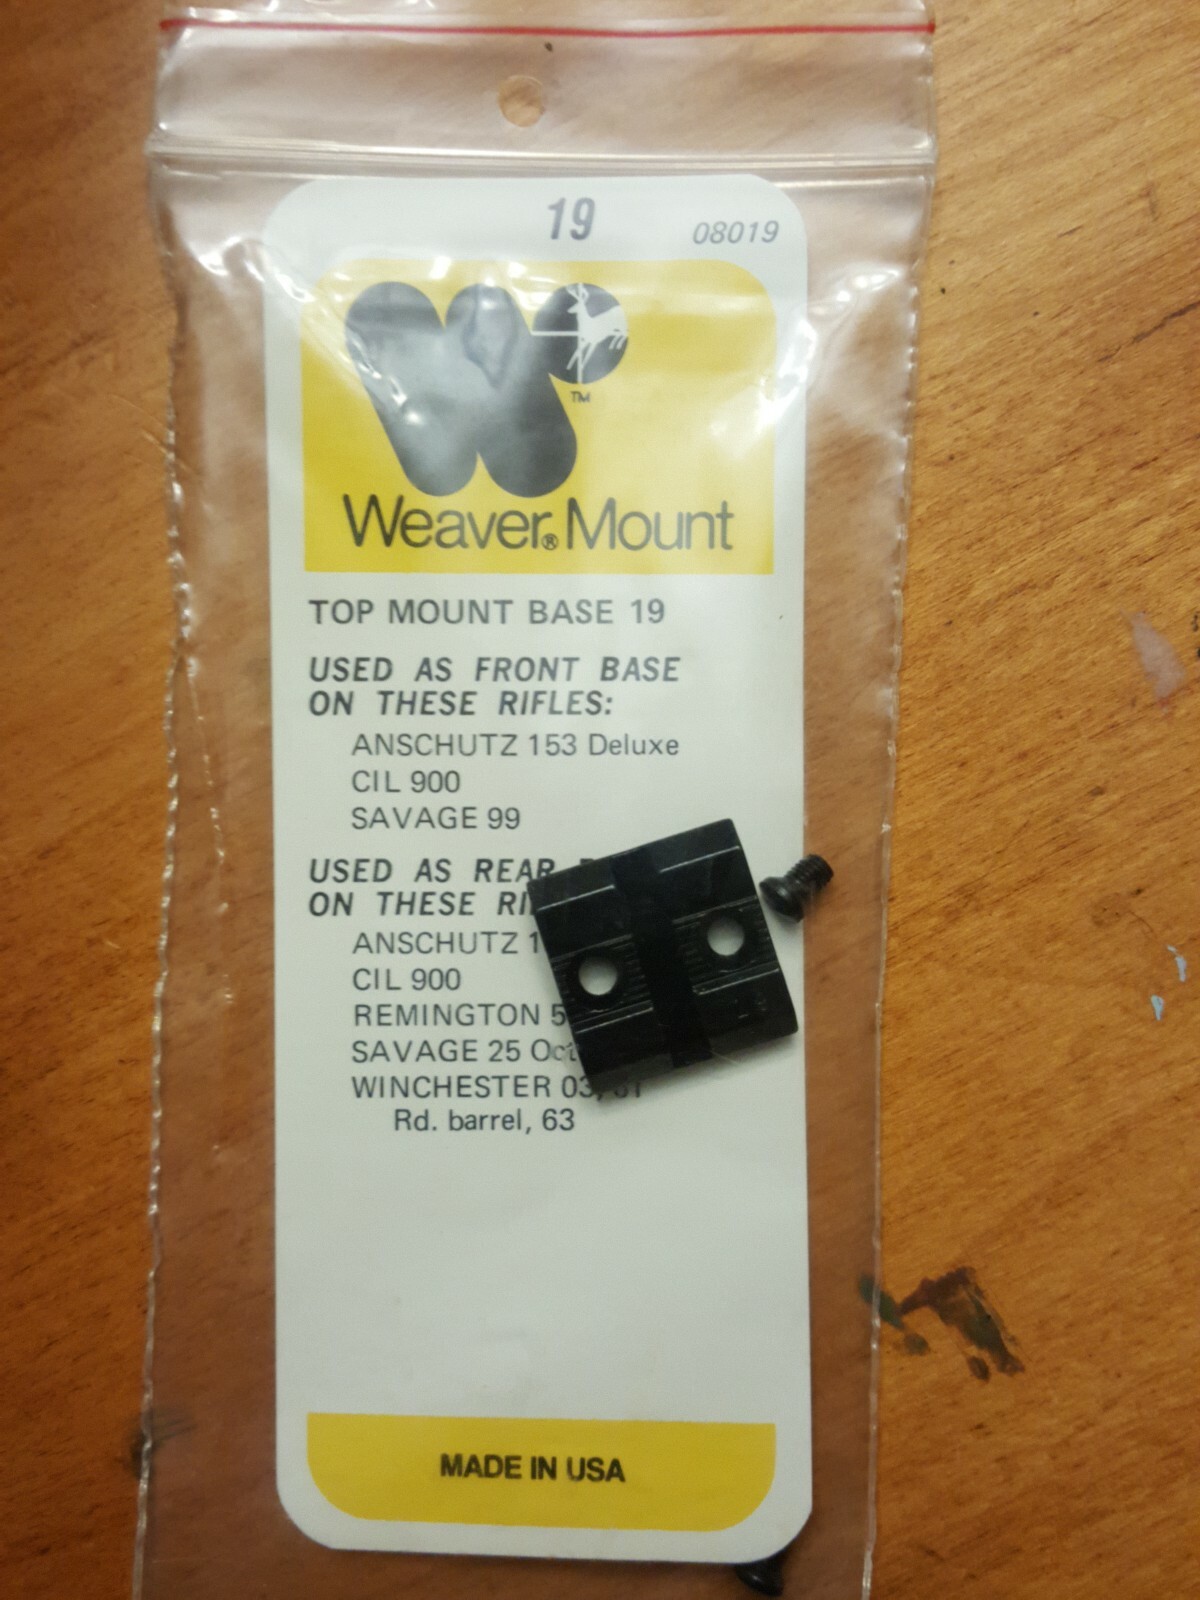 19
08019
W
TM
Weaver® Mount
TOP MOUNT BASE 19
USED AS FRONT BASE
ON THESE RIFLES:
ANSCHUTZ 153 Deluxe
CIL 900
SAVAGE 99
USED AS REAR
ON THESE
ANSCHUTZ
CIL 900
REMINGTON
SAVAGE 25
WINCHESTER 03,
Rd. barrel, 63
MADE IN USA